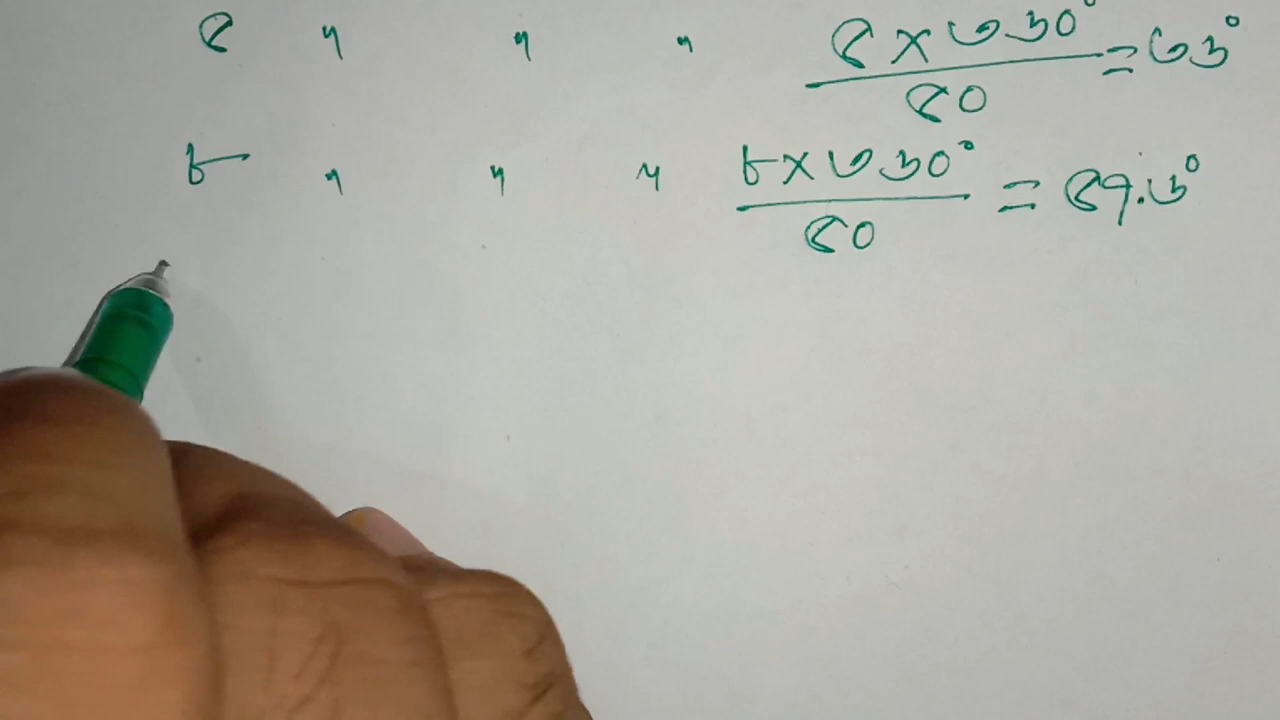 ৫ " " " ৫×৩৬০°/৫০ = ৩৬°
৮ " " " ৮×৩৬০°/৫০ = ৫৭.৬°